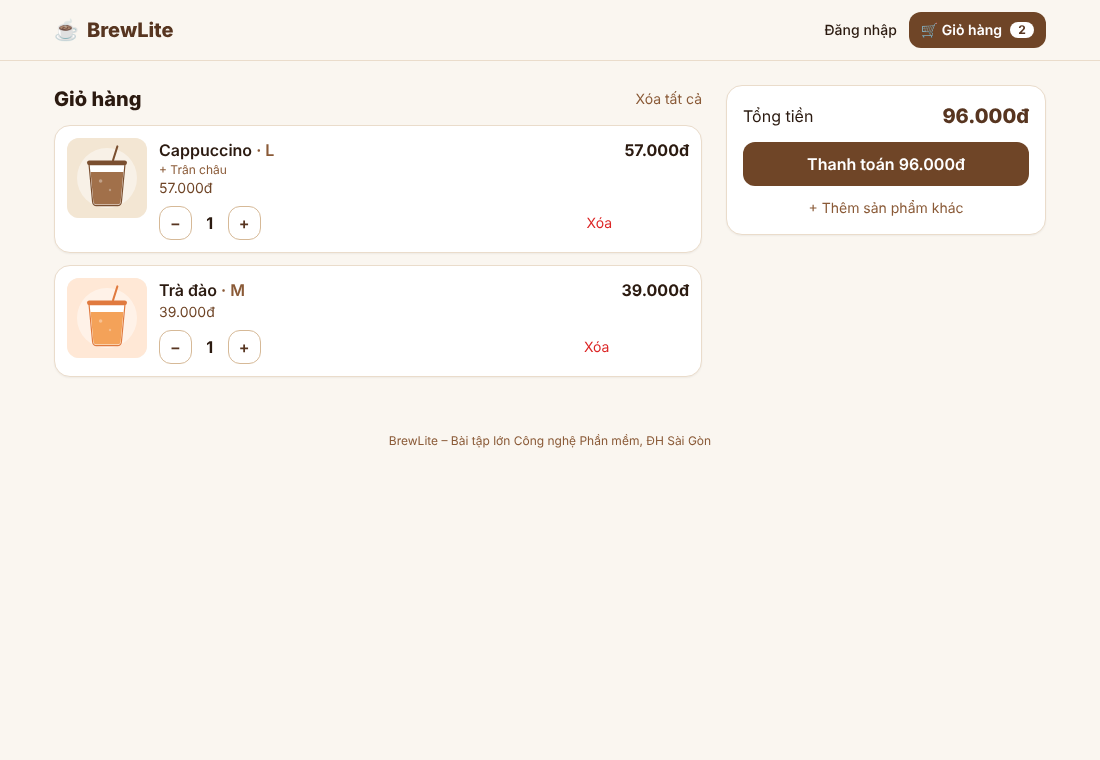 ☕ BrewLite
Đăng nhập
🛒 Giỏ hàng 2
Giỏ hàng
Xóa tất cả
Cappuccino · L
57.000đ
+ Trân châu
57.000đ
− 1 +
Xóa
Trà đào · M
39.000đ
39.000đ
− 1 +
Xóa
Tổng tiền
96.000đ
Thanh toán 96.000đ
+ Thêm sản phẩm khác
BrewLite – Bài tập lớn Công nghệ Phần mềm, ĐH Sài Gòn